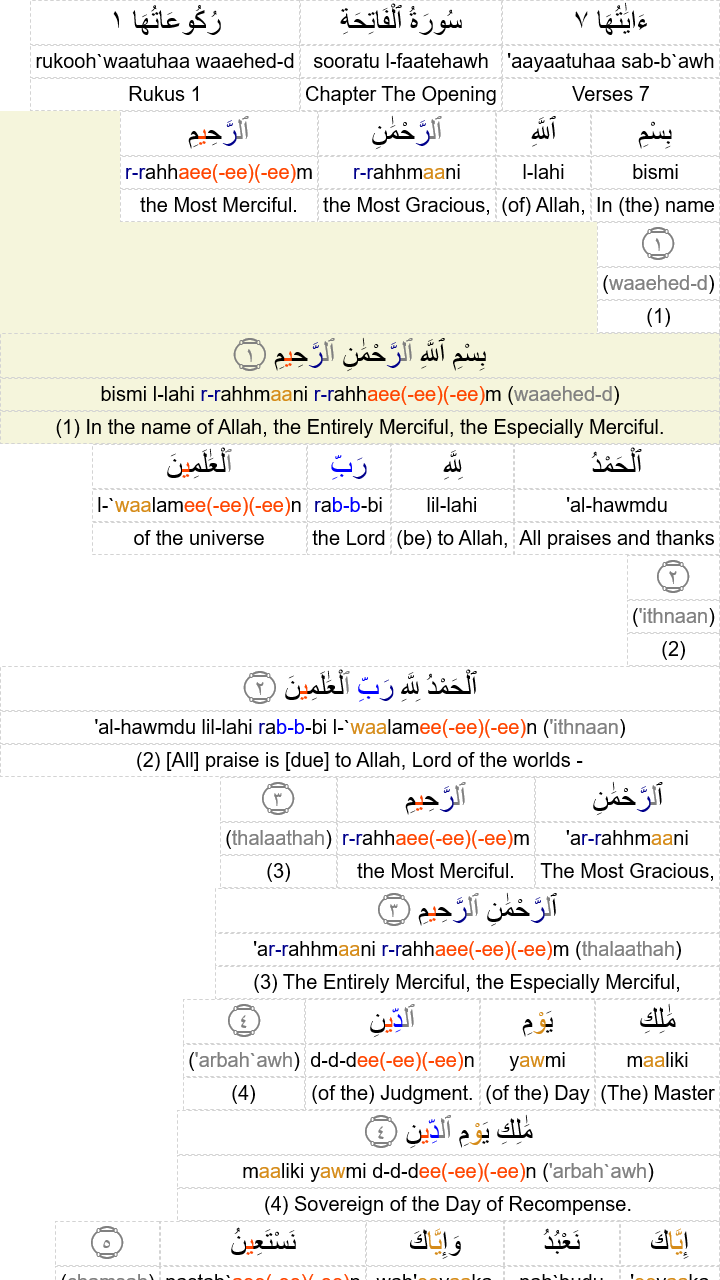 سُورَةُ ٱلْفَاتِحَةِ ءَايَٰتُهَا ٧ رُكُوعَاتُهَا ١
'aayaatuhaa sab-b`awh sooratu l-faatehawh rukooh`waatuhaa waaehed-d
Verses 7 Chapter The Opening Rukus 1
بِسْمِ ٱللَّهِ ٱلرَّحْمَٰنِ ٱلرَّحِيمِ
bismi l-lahi r-rahhmaani r-rahhaee(-ee)(-ee)m
In (the) name (of) Allah, the Most Gracious, the Most Merciful.
١
(waaehed-d)
(1)
بِسْمِ ٱللَّهِ ٱلرَّحْمَٰنِ ٱلرَّحِيمِ ١
bismi l-lahi r-rahhmaani r-rahhaee(-ee)(-ee)m (waaehed-d)
(1) In the name of Allah, the Entirely Merciful, the Especially Merciful.
ٱلْحَمْدُ لِلَّهِ رَبِّ ٱلْعَٰلَمِينَ
'al-hawmdu lil-lahi rab-b-bi l-`waalamee(-ee)(-ee)n
All praises and thanks (be) to Allah, the Lord of the universe
٢
('ithnaan)
(2)
ٱلْحَمْدُ لِلَّهِ رَبِّ ٱلْعَٰلَمِينَ ٢
'al-hawmdu lil-lahi rab-b-bi l-`waalamee(-ee)(-ee)n ('ithnaan)
(2) [All] praise is [due] to Allah, Lord of the worlds -
ٱلرَّحْمَٰنِ ٱلرَّحِيمِ ٣
'ar-rahhmaani r-rahhaee(-ee)(-ee)m (thalaathah)
The Most Gracious, the Most Merciful. (3)
ٱلرَّحْمَٰنِ ٱلرَّحِيمِ ٣
'ar-rahhmaani r-rahhaee(-ee)(-ee)m (thalaathah)
(3) The Entirely Merciful, the Especially Merciful,
مَٰلِكِ يَوْمِ ٱلدِّينِ ٤
maaliki yawmi d-d-dee(-ee)(-ee)n ('arbah`awh)
(The) Master (of the) Day (of the) Judgment. (4)
مَٰلِكِ يَوْمِ ٱلدِّينِ ٤
maaliki yawmi d-d-dee(-ee)(-ee)n ('arbah`awh)
(4) Sovereign of the Day of Recompense.
إِيَّاكَ نَعْبُدُ وَإِيَّاكَ نَسْتَعِينُ ٥